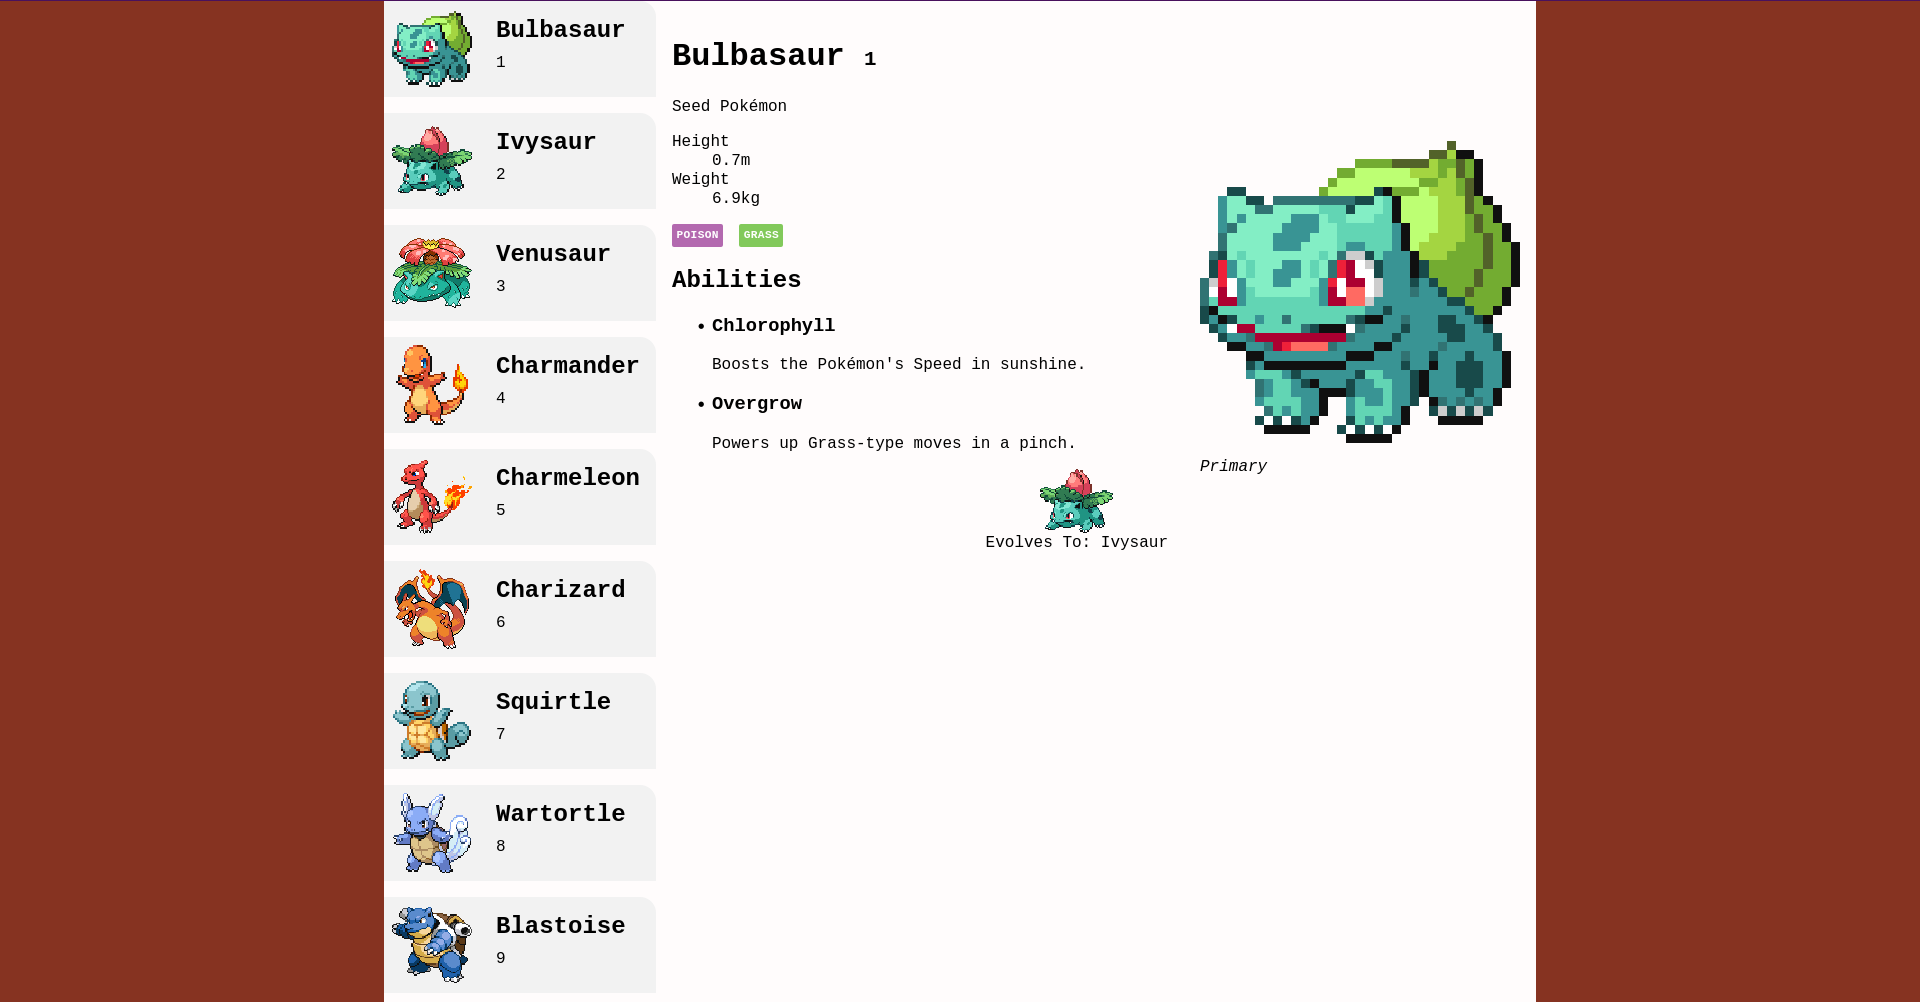 Bulbasaur
1
Ivysaur
2
Venusaur
3
Charmander
4
Charmeleon
5
Charizard
6
Squirtle
7
Wartortle
8
Blastoise
9
Bulbasaur 1
Seed Pokémon
Height
0.7m
Weight
6.9kg
POISON GRASS
Abilities
• Chlorophyll
Boosts the Pokémon's Speed in sunshine.
• Overgrow
Powers up Grass-type moves in a pinch.
Primary
Evolves To: Ivysaur